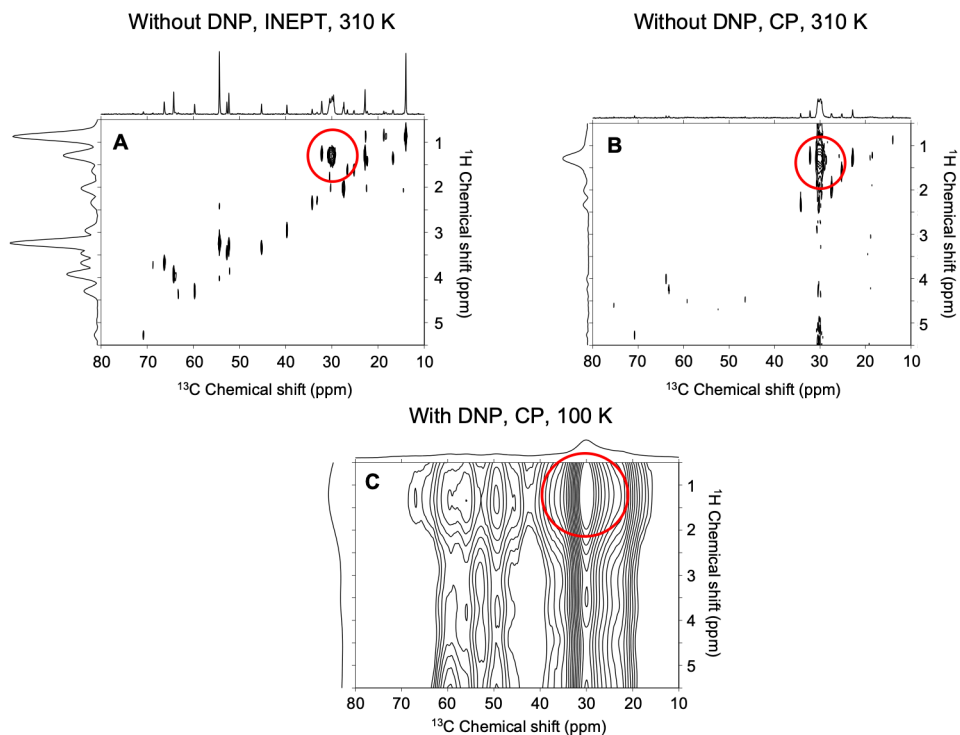 Without DNP, INEPT, 310 K
Without DNP, CP, 310 K
A
1
2
3
4
5
¹H Chemical shift (ppm)
80 70 60 50 40 30 20 10
¹³C Chemical shift (ppm)
B
1
2
3
4
5
¹H Chemical shift (ppm)
80 70 60 50 40 30 20 10
¹³C Chemical shift (ppm)
With DNP, CP, 100 K
C
1
2
3
4
5
¹H Chemical shift (ppm)
80 70 60 50 40 30 20 10
¹³C Chemical shift (ppm)